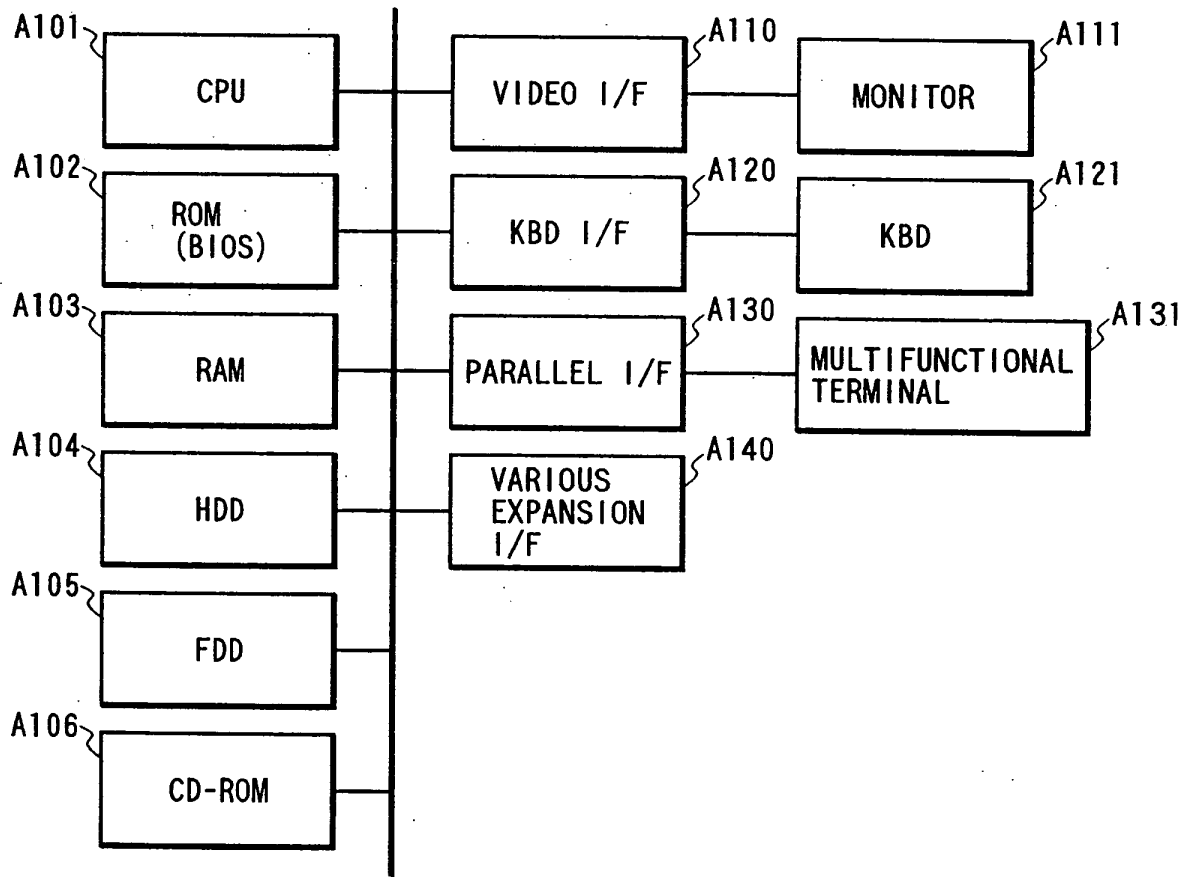 A101
CPU
A110
VIDEO I/F
A111
MONITOR
A102
ROM
(BIOS)
A120
KBD I/F
A121
KBD
A103
RAM
A130
PARALLEL I/F
A131
MULTIFUNCTIONAL
TERMINAL
A104
HDD
A140
VARIOUS
EXPANSION
I/F
A105
FDD
A106
CD-ROM